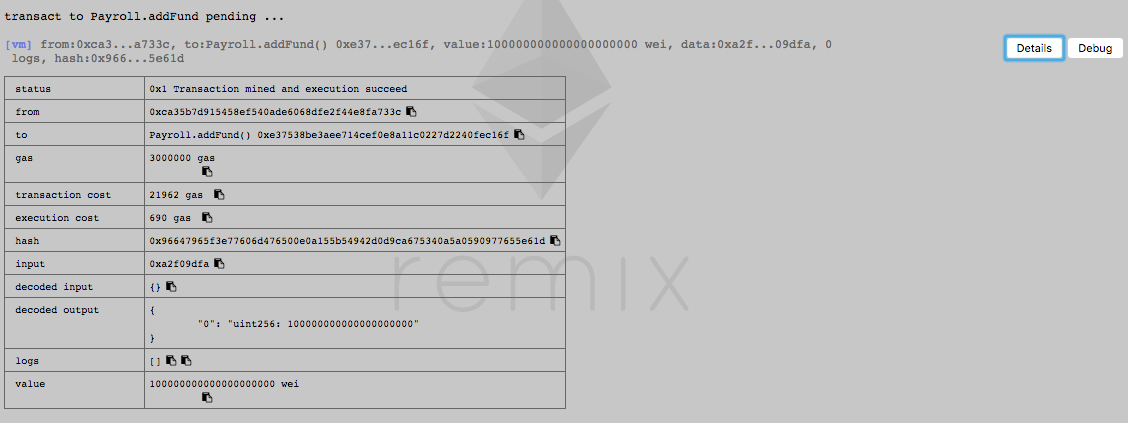 transact to Payroll.addFund pending ...
[vm] from:0xca3...a733c, to:Payroll.addFund() 0xe37...ec16f, value:100000000000000000000 wei, data:0xa2f...09dfa, 0
logs, hash:0x966...5e61d
Details Debug
status 0x1 Transaction mined and execution succeed
from 0xca35b7d915458ef540ade6068dfe2f44e8fa733c
to Payroll.addFund() 0xe37538be3aee714cef0e8a11c0227d2240fec16f
gas 3000000 gas
transaction cost 21962 gas
execution cost 690 gas
hash 0x96647965f3e77606d476500e0a155b54942d0d9ca675340a5a0590977655e61d
input 0xa2f09dfa
decoded input {}
decoded output {
"0": "uint256: 100000000000000000000"
}
logs []
value 100000000000000000000 wei
remix